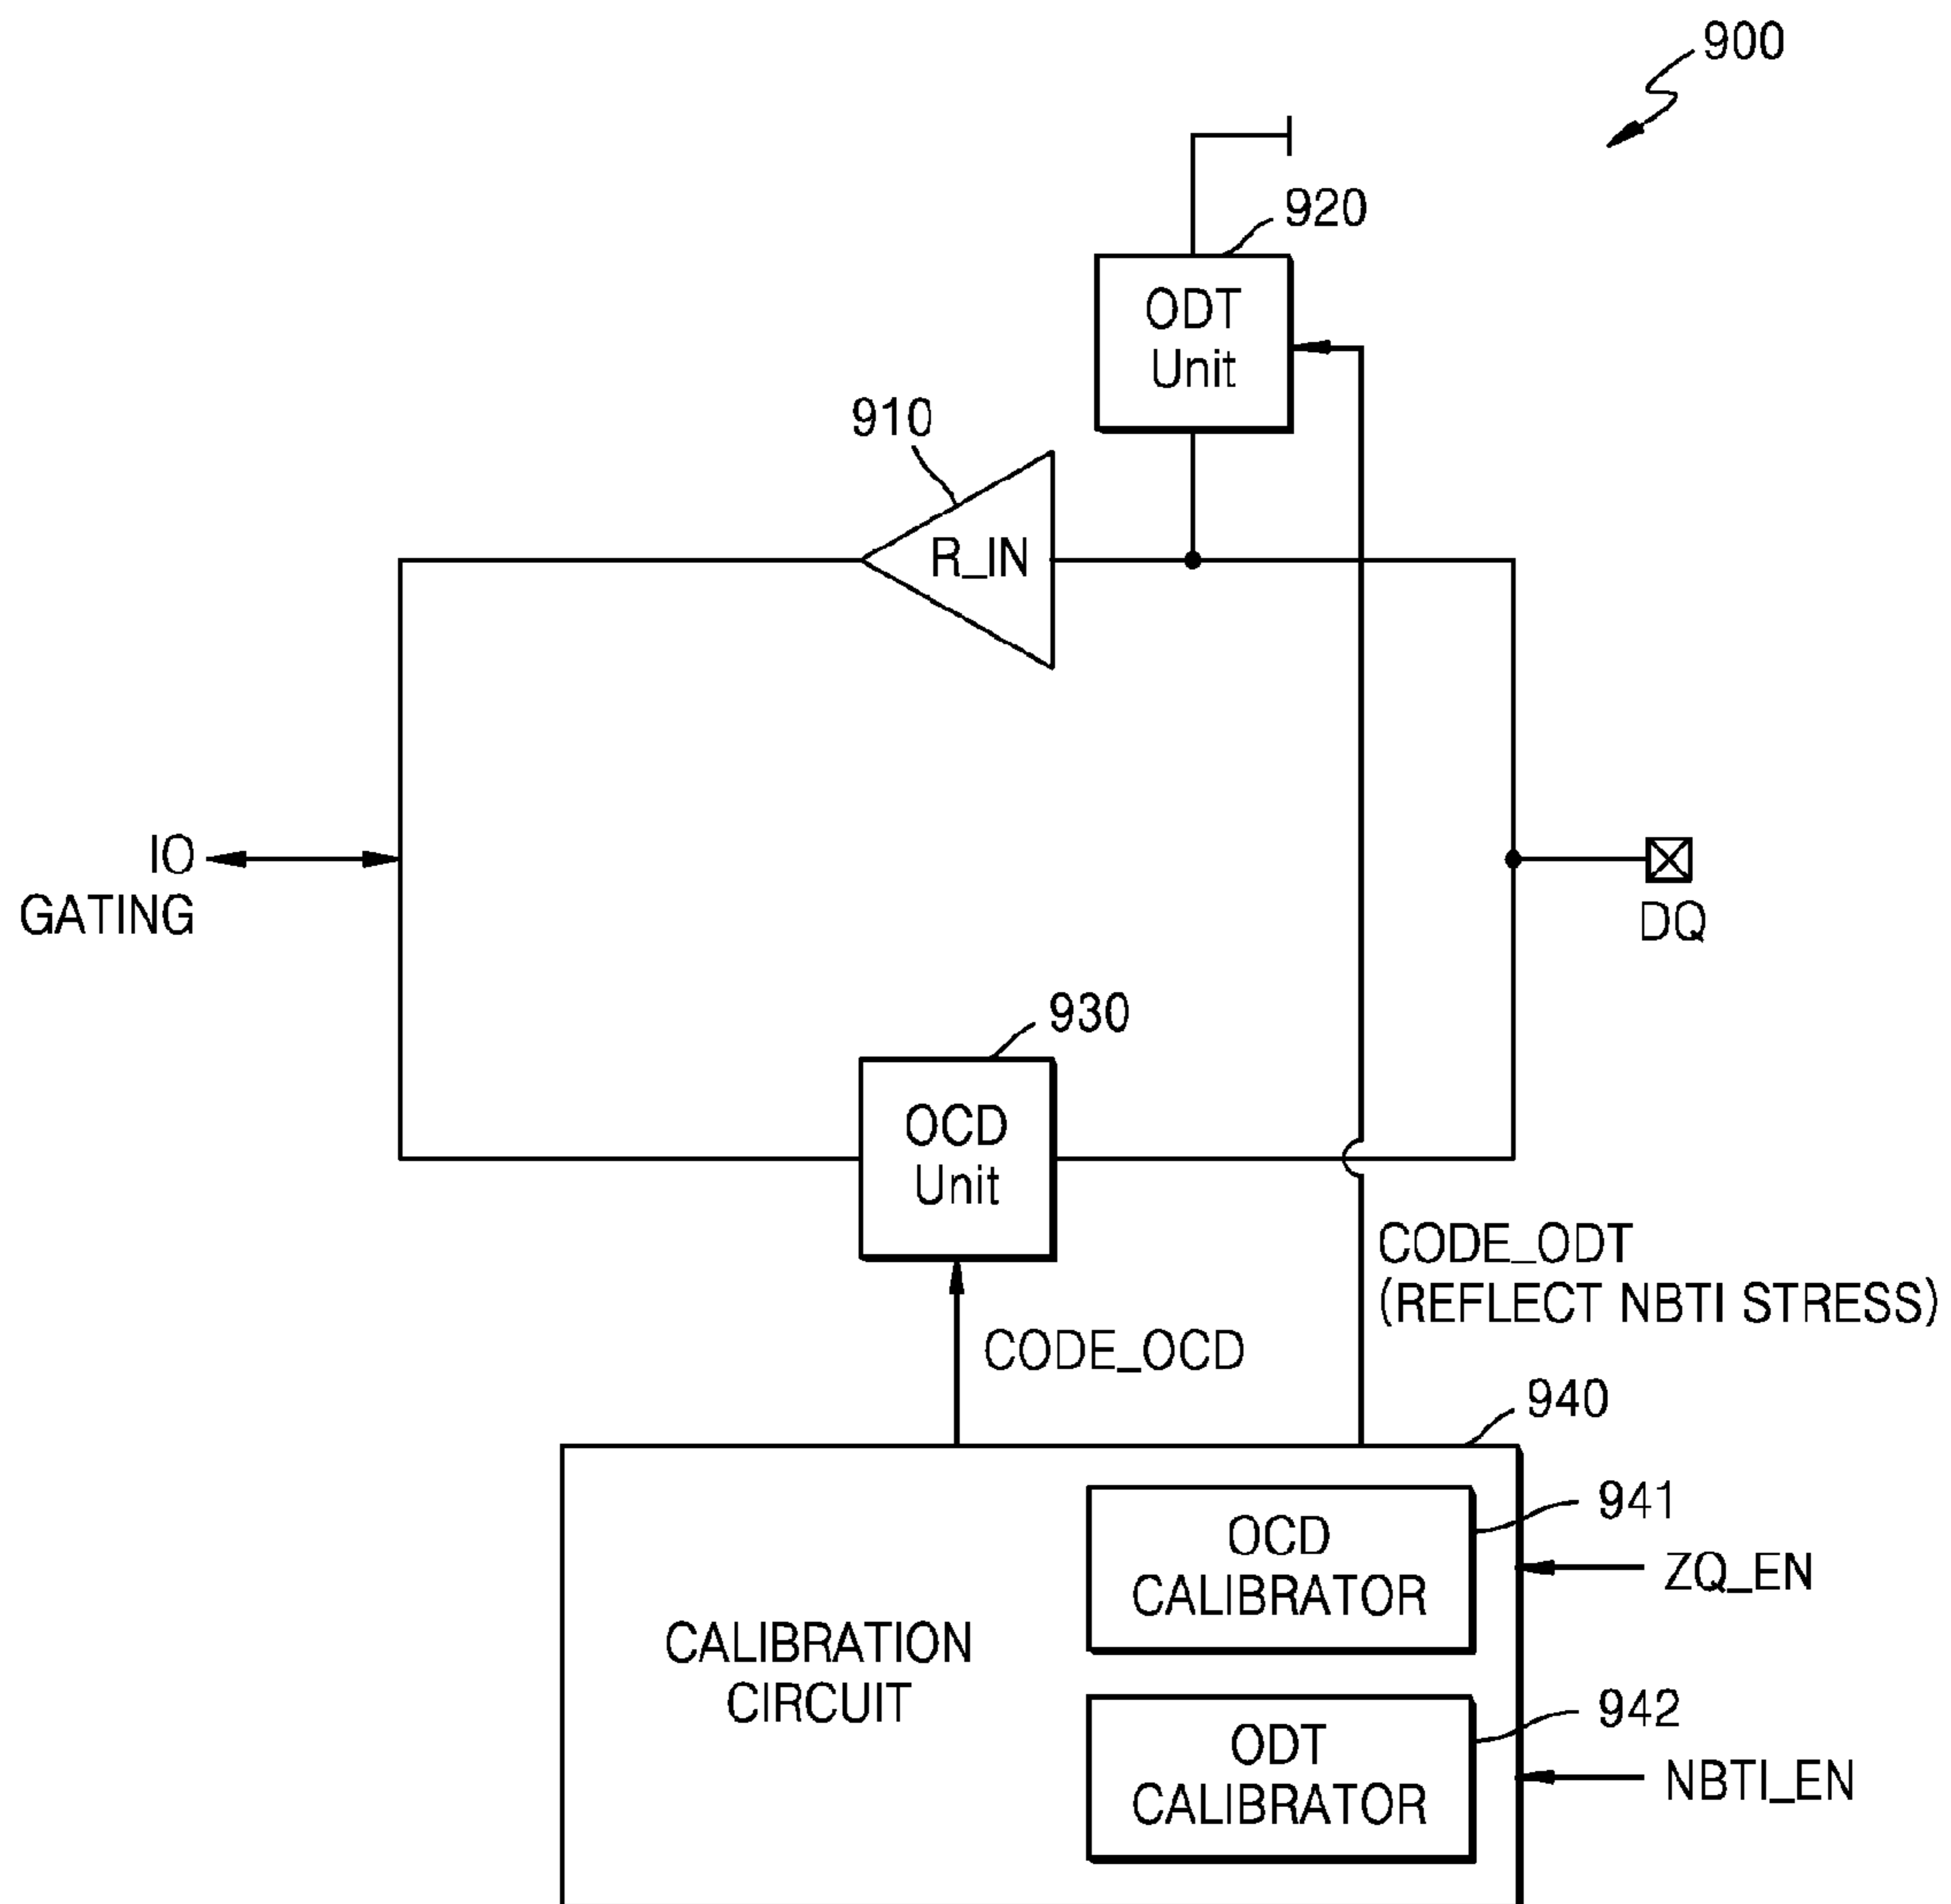 900
920
ODT
Unit
910
R_IN
IO
GATING
DQ
930
OCD
Unit
CODE_ODT
(REFLECT NBTI STRESS)
CODE_OCD
940
941
OCD
CALIBRATOR
ZQ_EN
CALIBRATION
CIRCUIT
942
ODT
CALIBRATOR
NBTI_EN